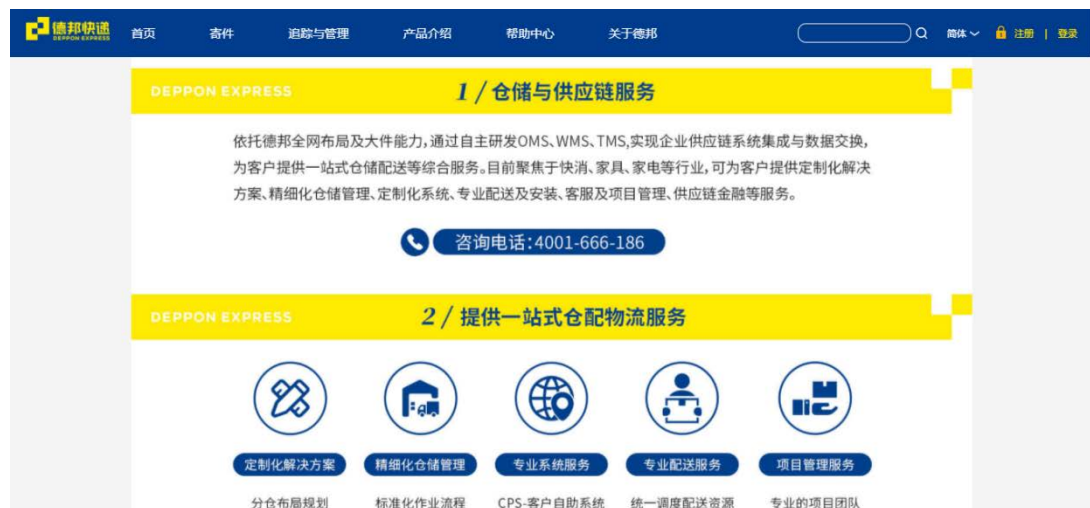 德邦快递
DEPPON EXPRESS
首页 寄件 追踪与管理 产品介绍 帮助中心 关于德邦 简体 注册 | 登录
DEPPON EXPRESS 1 / 仓储与供应链服务
依托德邦全网布局及大件能力,通过自主研发OMS、WMS、TMS,实现企业供应链系统集成与数据交换,
为客户提供一站式仓储配送等综合服务。目前聚焦于快消、家具、家电等行业,可为客户提供定制化解决
方案、精细化仓储管理、定制化系统、专业配送及安装、客服及项目管理、供应链金融等服务。
咨询电话:4001-666-186
DEPPON EXPRESS 2 / 提供一站式仓配物流服务
定制化解决方案 精细化仓储管理 专业系统服务 专业配送服务 项目管理服务
分仓布局规划 标准化作业流程 CPS-客户自助系统 统一调度配送资源 专业的项目团队